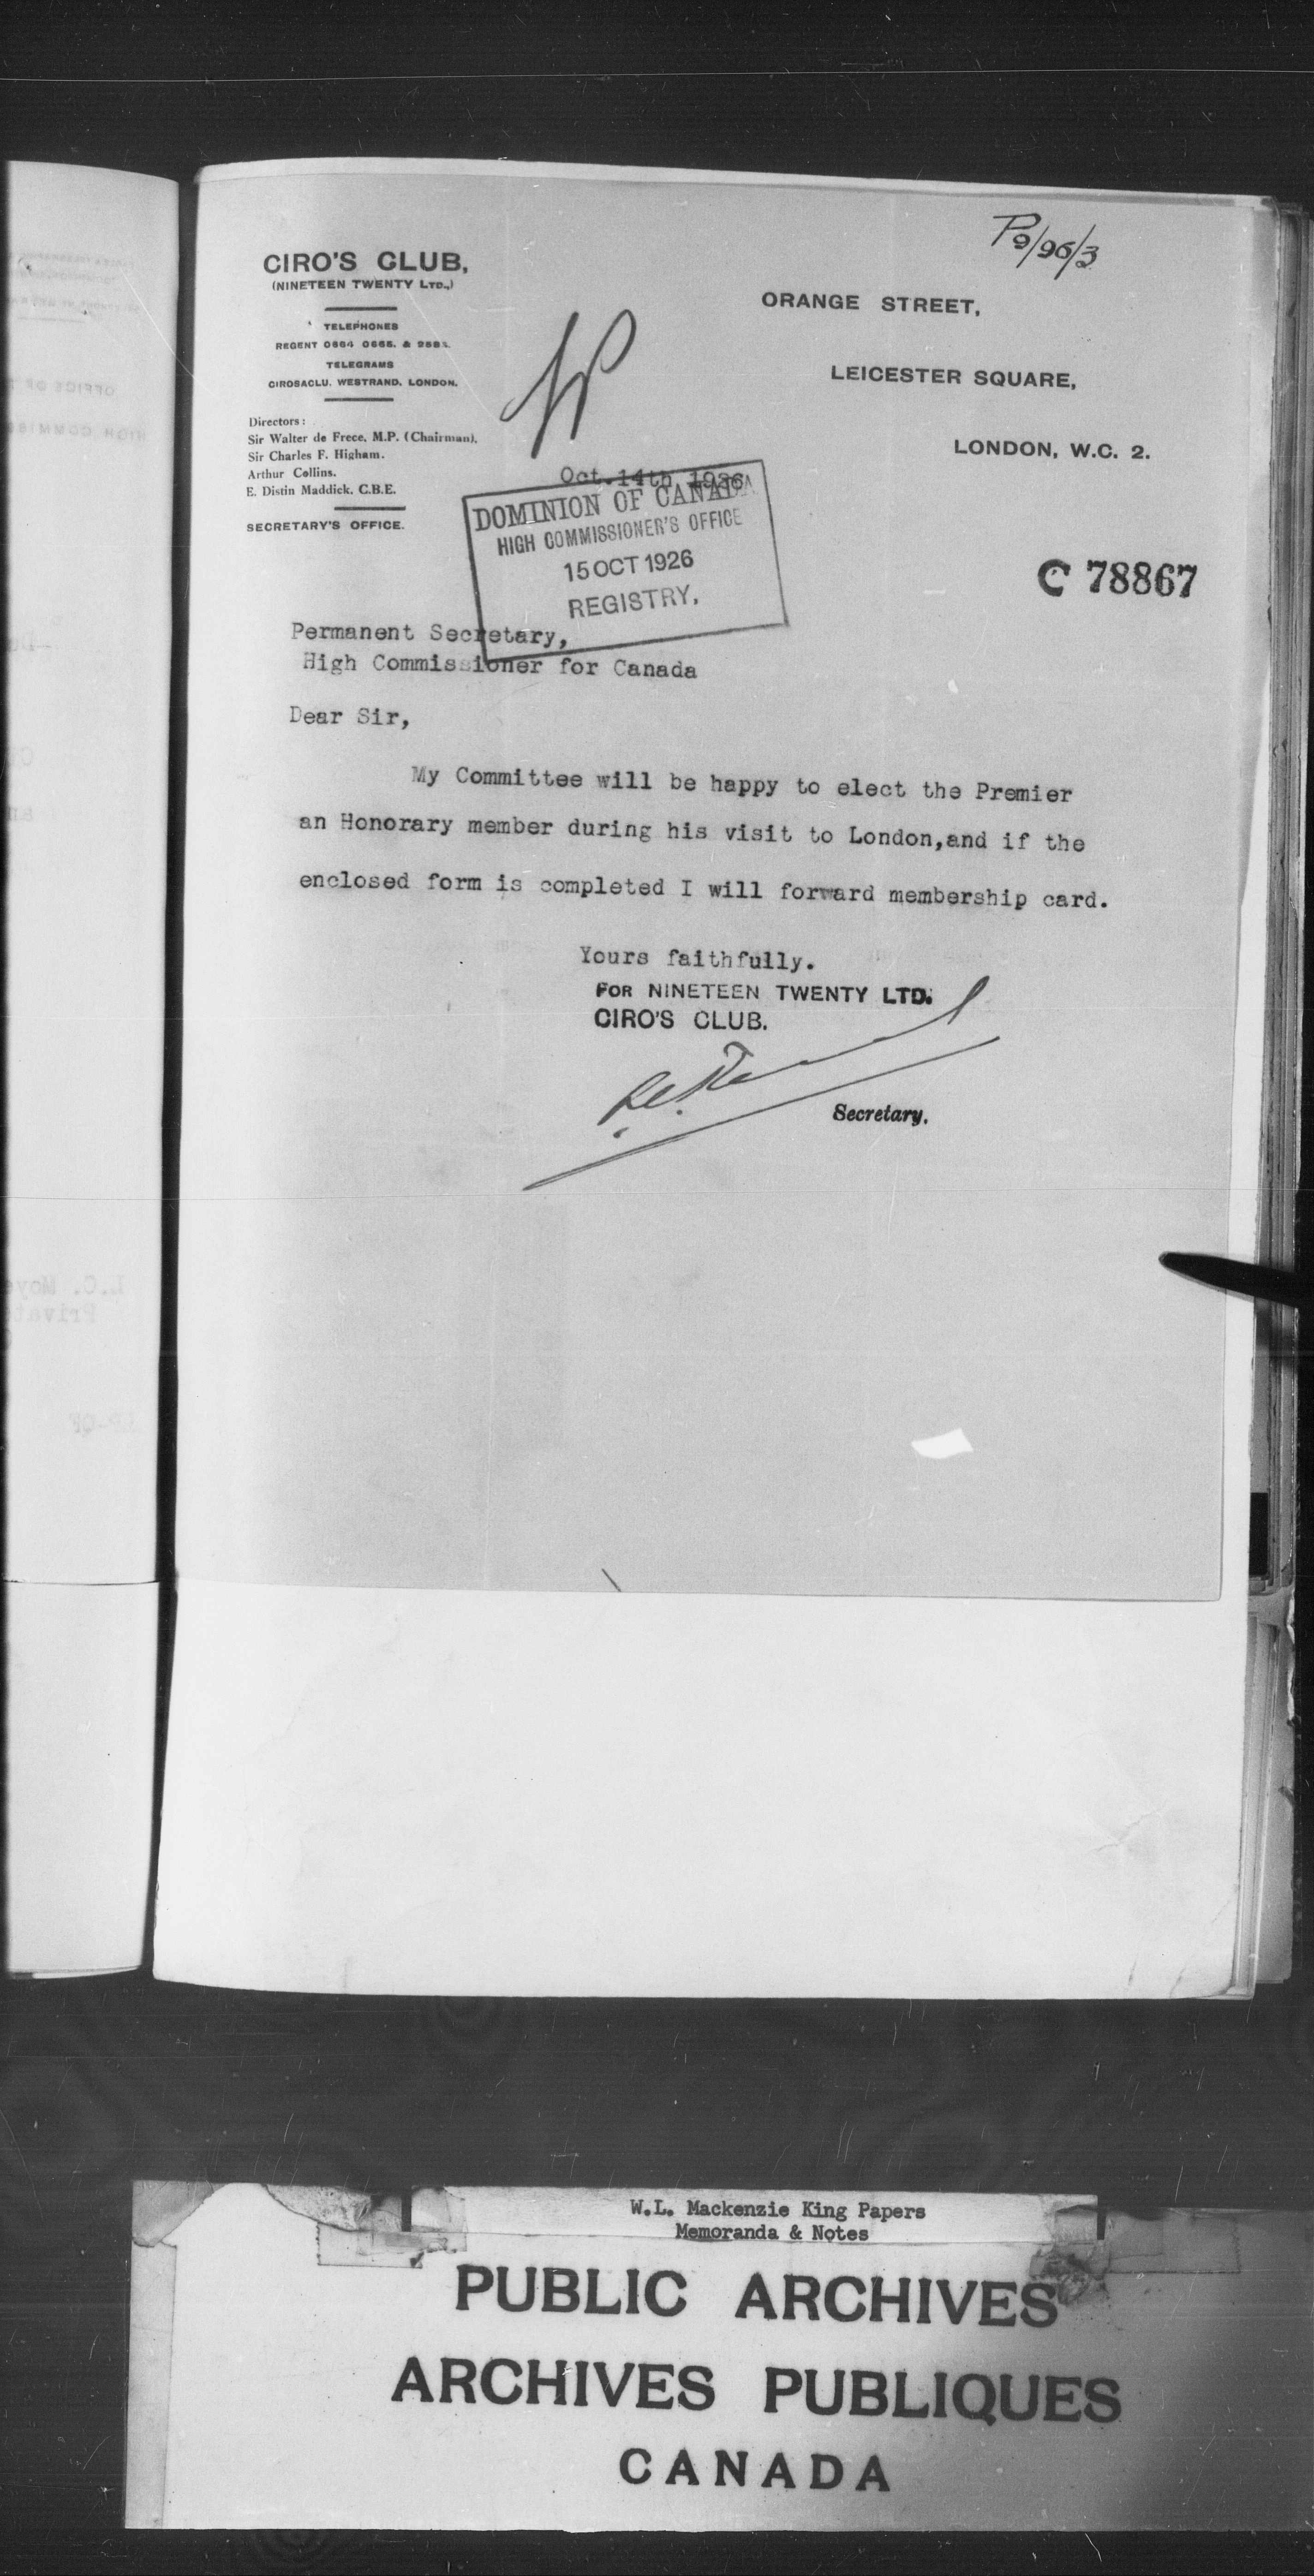 P9/96/3
CIRO'S CLUB,
(NINETEEN TWENTY LTD.,)
TELEPHONES
REGENT 0664 0665. &
TELEGRAMS
CIROSACLU. WESTRAND. LONDON.
Directors:
Sir Walter de Frece, M.P. (Chairman).
Sir Charles F. Higham.
Arthur Collins.
E. Distin Maddick. C.B.E.
SECRETARY'S OFFICE.
ORANGE STREET,
LEICESTER SQUARE,
LONDON, W.C. 2.
Oct. 14th 1926
DOMINION OF CANADA
HIGH COMMISSIONER'S OFFICE
15 OCT 1926
REGISTRY.
C 78867
Permanent Secretary,
High Commissioner for Canada
Dear Sir,
My Committee will be happy to elect the Premier
an Honorary member during his visit to London,and if the
enclosed form is completed I will forward membership card.
Yours faithfully.
FOR NINETEEN TWENTY LTD.
CIRO'S CLUB.
Secretary.
W.L. Mackenzie King Papers
Memoranda & Notes
PUBLIC ARCHIVES
ARCHIVES PUBLIQUES
CANADA